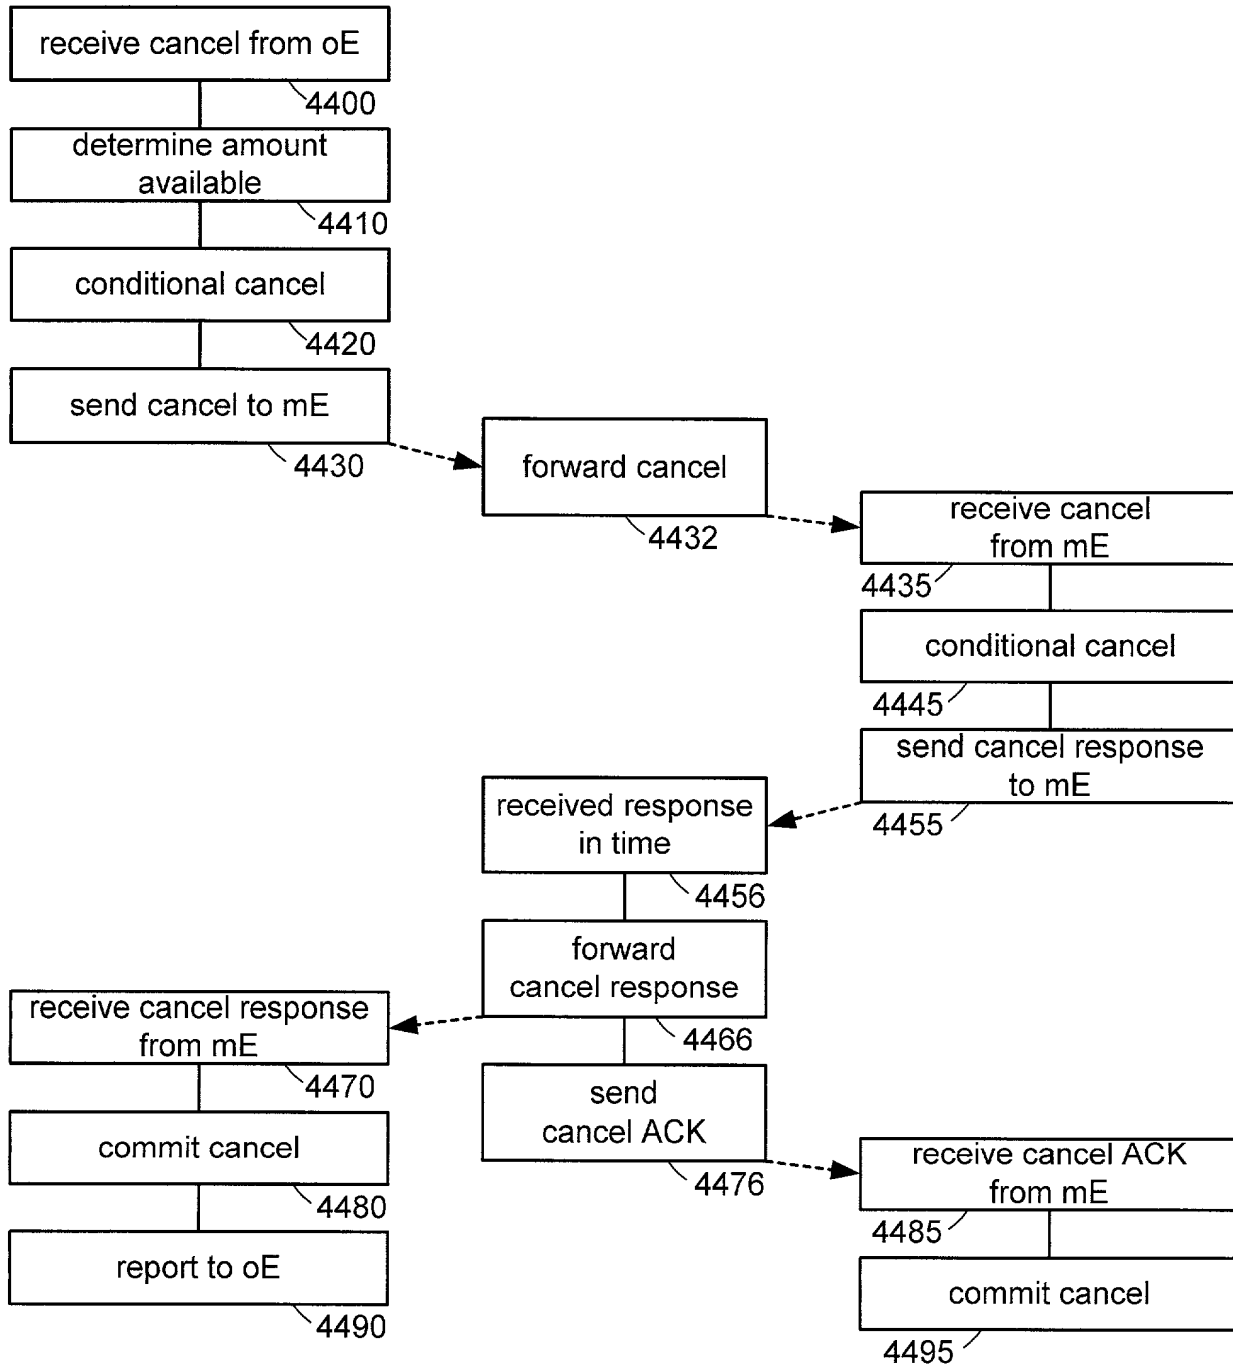 receive cancel from oE
4400
determine amount
available
4410
conditional cancel
4420
send cancel to mE
4430
forward cancel
4432
receive cancel
from mE
4435
conditional cancel
4445
send cancel response
to mE
4455
received response
in time
4456
forward
cancel response
4466
receive cancel response
from mE
4470
send
cancel ACK
4476
commit cancel
4480
receive cancel ACK
from mE
4485
report to oE
4490
commit cancel
4495